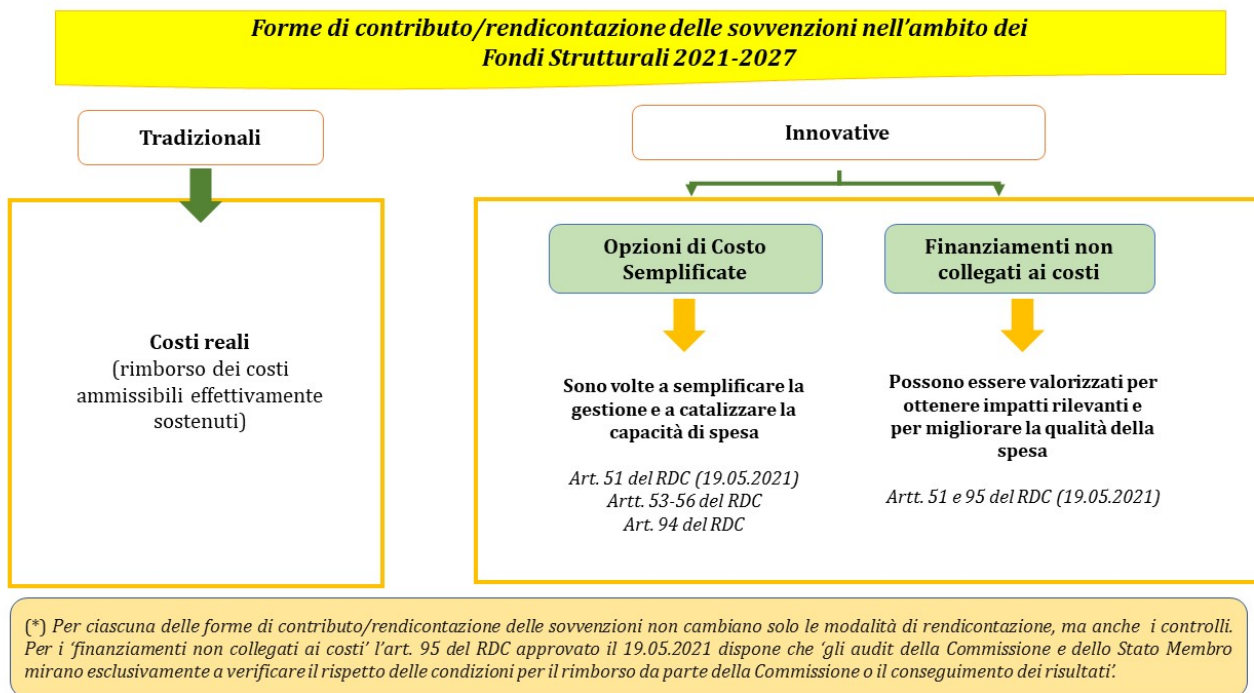 Forme di contributo/rendicontazione delle sovvenzioni nell'ambito dei
Fondi Strutturali 2021-2027
Tradizionali
Innovative
Costi reali
(rimborso dei costi
ammissibili effettivamente
sostenuti)
Opzioni di Costo
Semplificate
Sono volte a semplificare la
gestione e a catalizzare la
capacità di spesa
Art. 51 del RDC (19.05.2021)
Artt. 53-56 del RDC
Art. 94 del RDC
Finanziamenti non
collegati ai costi
Possono essere valorizzati per
ottenere impatti rilevanti e
per migliorare la qualità della
spesa
Artt. 51 e 95 del RDC (19.05.2021)
(*) Per ciascuna delle forme di contributo/rendicontazione delle sovvenzioni non cambiano solo le modalità di rendicontazione, ma anche i controlli.
Per i 'finanziamenti non collegati ai costi' l'art. 95 del RDC approvato il 19.05.2021 dispone che 'gli audit della Commissione e dello Stato Membro
mirano esclusivamente a verificare il rispetto delle condizioni per il rimborso da parte della Commissione o il conseguimento dei risultati'.